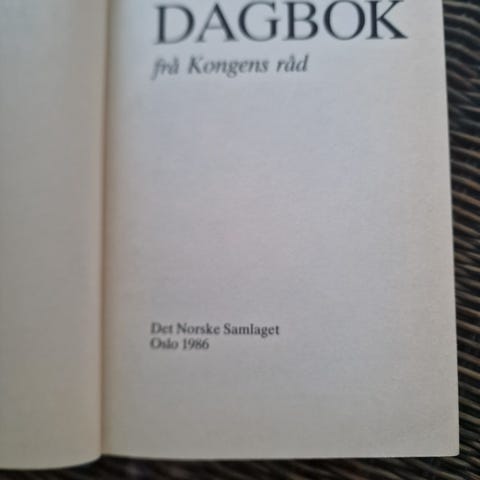 DAGBOK
frå Kongens råd
Det Norske Samlaget
Oslo 1986